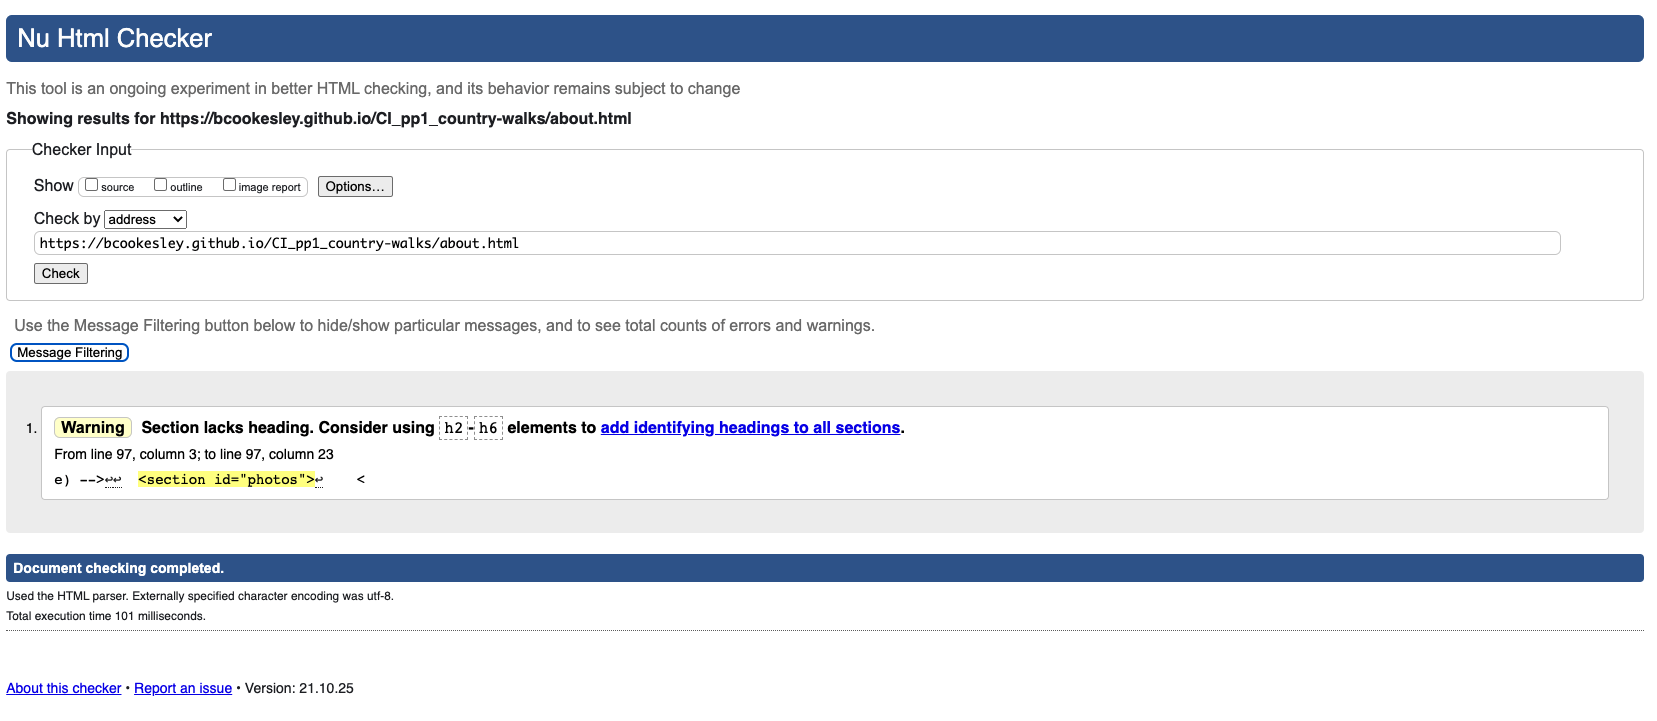 Nu Html Checker
This tool is an ongoing experiment in better HTML checking, and its behavior remains subject to change
Showing results for https://bcookesley.github.io/CI_pp1_country-walks/about.html
Checker Input
Show source outline image report Options...
Check by address
https://bcookesley.github.io/CI_pp1_country-walks/about.html
Check
Use the Message Filtering button below to hide/show particular messages, and to see total counts of errors and warnings.
Message Filtering
1. Warning Section lacks heading. Consider using h2-h6 elements to add identifying headings to all sections.
From line 97, column 3; to line 97, column 23
e) -->↩↩ <section id="photos">↩ <
Document checking completed.
Used the HTML parser. Externally specified character encoding was utf-8.
Total execution time 101 milliseconds.
About this checker • Report an issue • Version: 21.10.25